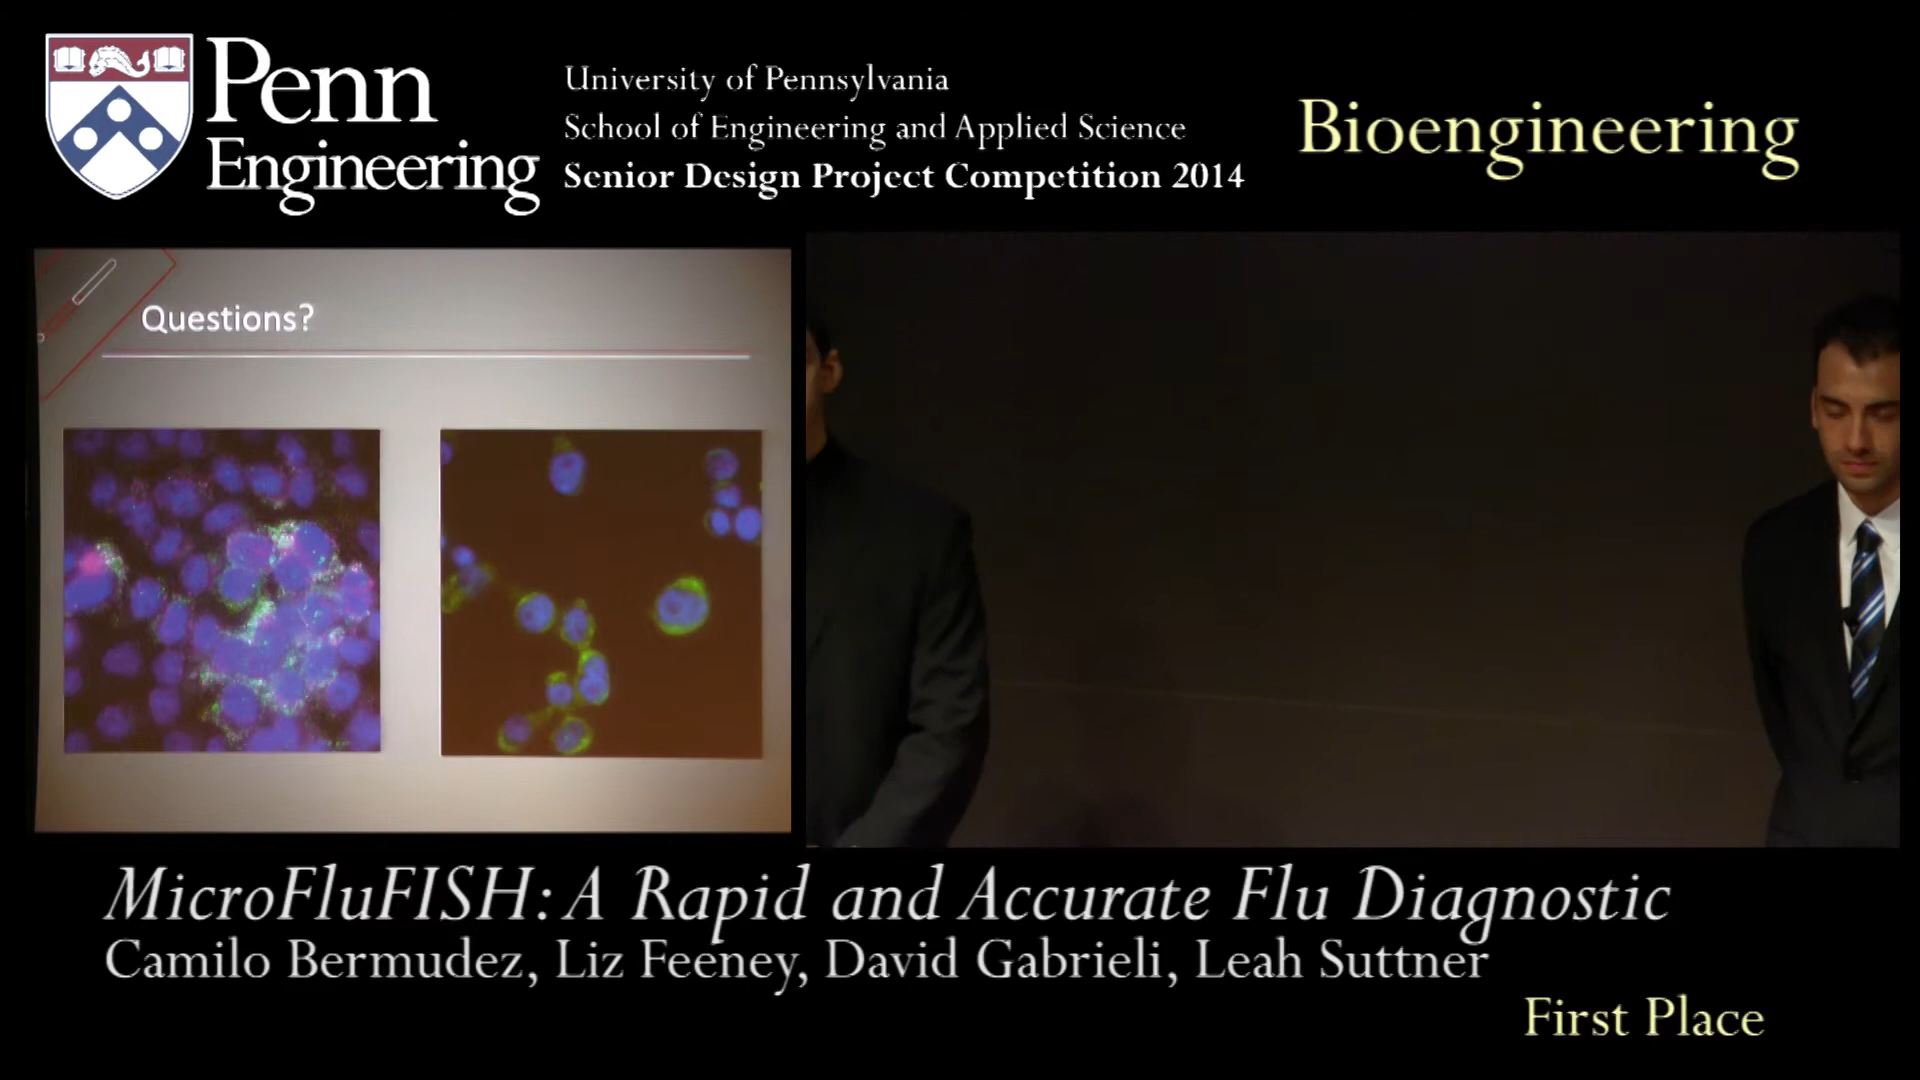 Penn
Engineering
University of Pennsylvania
School of Engineering and Applied Science
Senior Design Project Competition 2014
Bioengineering
Questions?
MicroFluFISH: A Rapid and Accurate Flu Diagnostic
Camilo Bermudez, Liz Feeney, David Gabrieli, Leah Suttner
First Place